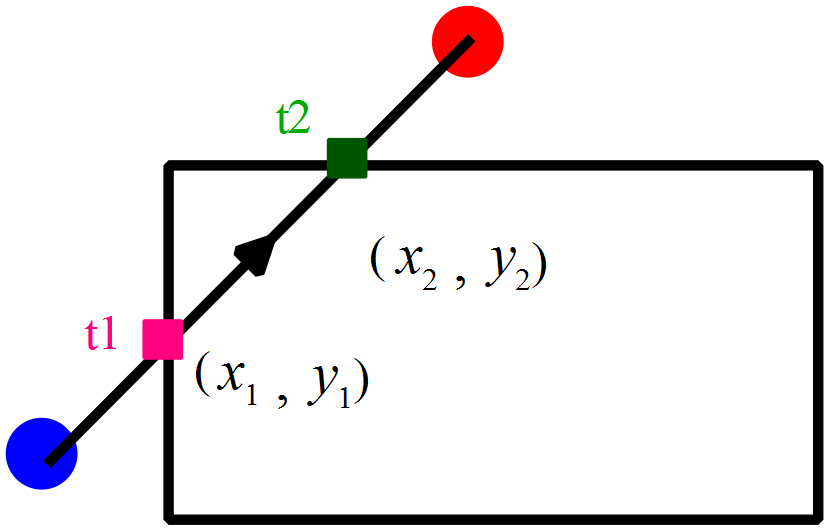 t2
(x₂ , y₂)
t1
(x₁ , y₁)